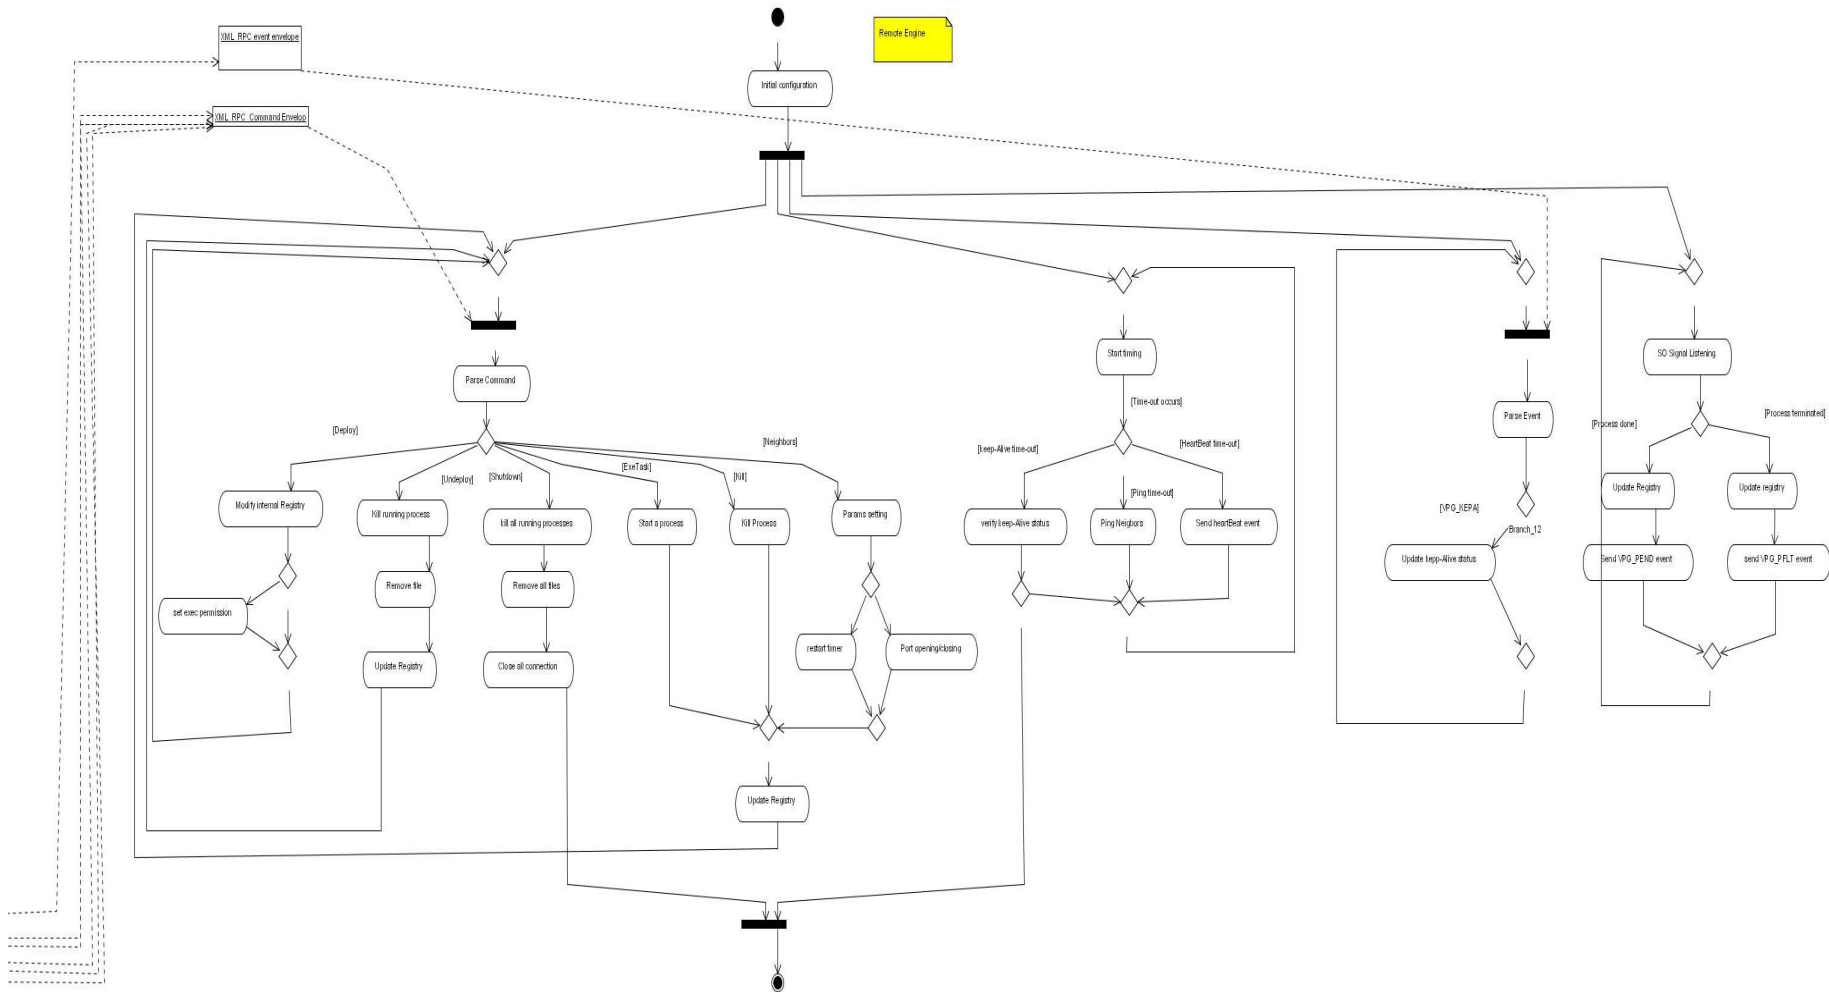 XML_RPC event envelope
Remote Engine
Initial configuration
XML_RPC_Command Envelop
Start timing
SO Signal Listening
Parse Command
[Time-out occurs]
Parse Event
[Process terminated]
[Process done]
[Deploy]
[Neighbors]
[keep-Alive time-out]
[HeartBeat time-out]
[Undeploy]
[Shutdown]
[ExeTask]
[Kill]
[Ping time-out]
Update Registry
Update registry
Modify internal Registry
Kill running process
kill all running processes
Start a process
Kill Process
Params setting
verify keep-Alive status
Ping Neigbors
Send heartBeat event
[VPG_KEPA]
Branch_12
Update kepp-Alive status
Send VPG_PEND event
send VPG_PFLT event
Remove file
Remove all files
set exec permission
restart timer
Port opening/closing
Update Registry
Close all connection
Update Registry